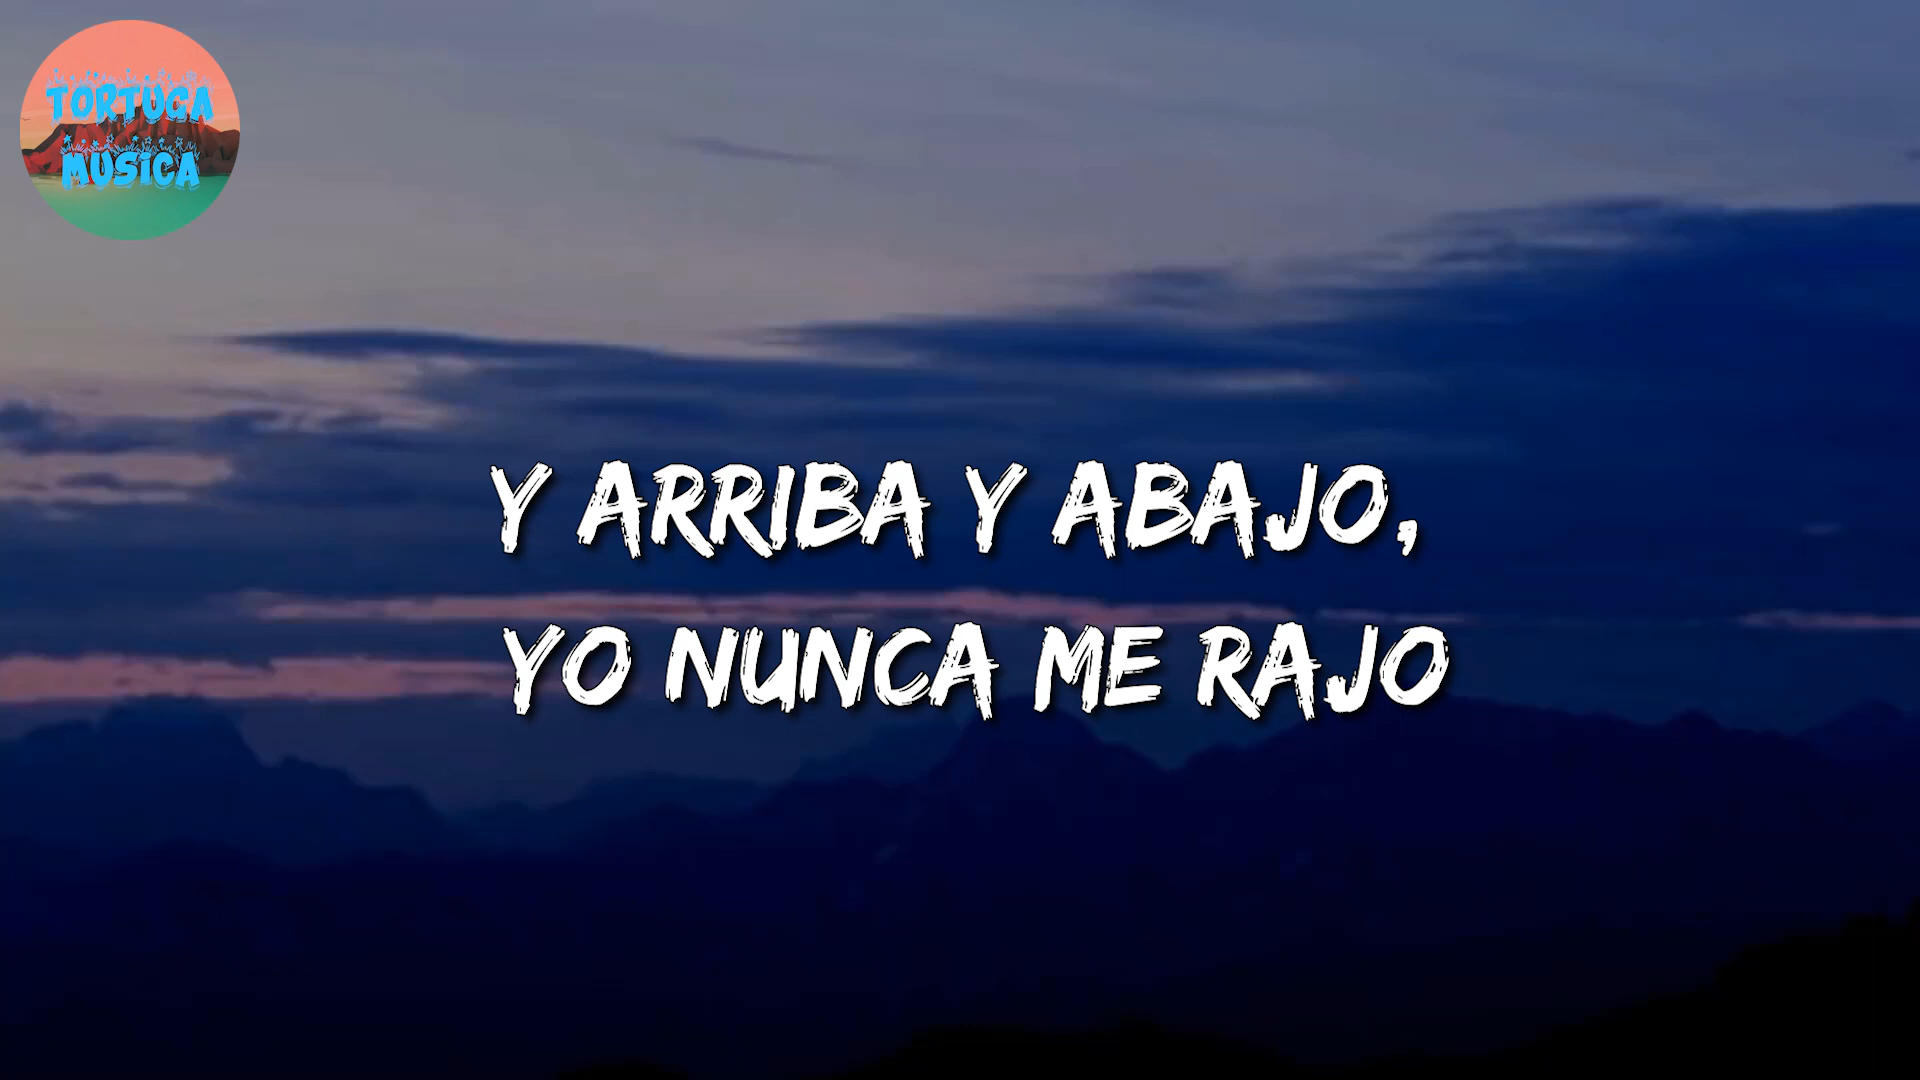 TORTUGA
MUSICA
Y ARRIBA Y ABAJO,
YO NUNCA ME RAJO